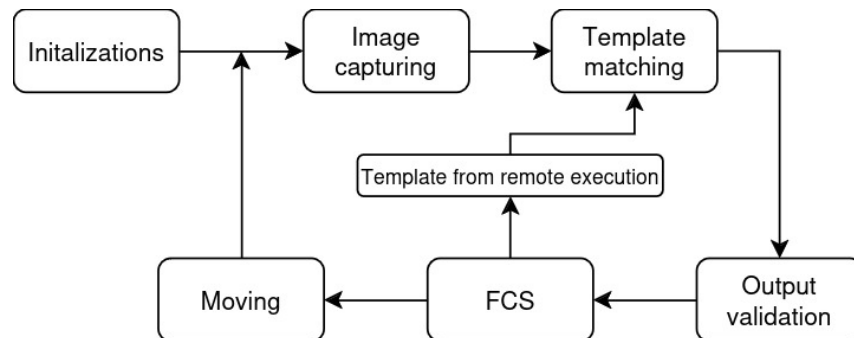 Initalizations
Image
capturing
Template
matching
Template from remote execution
Moving
FCS
Output
validation